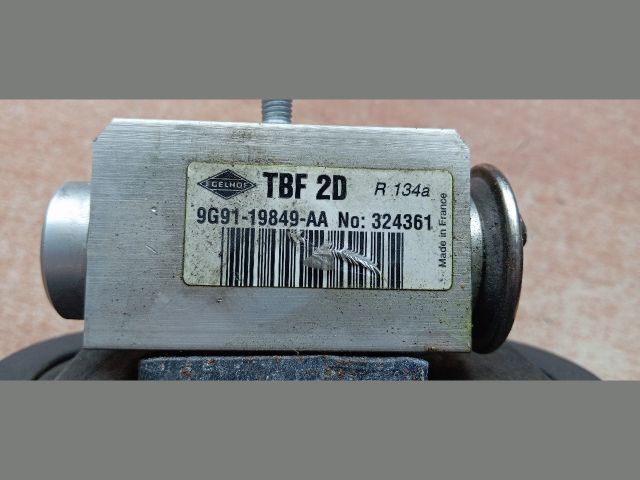 EGELHOF TBF 2D R 134a
9G91-19849-AA No: 324361
Made in France